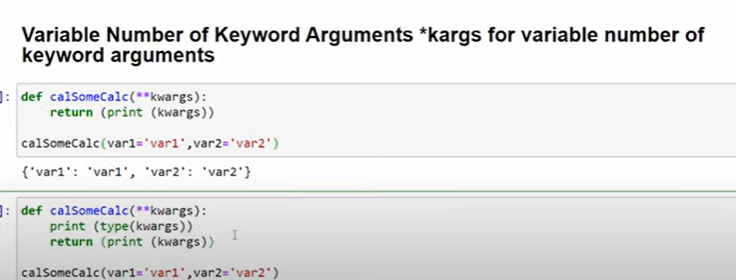 Variable Number of Keyword Arguments *kargs for variable number of
keyword arguments
]: def calSomeCalc(**kwargs):
return (print (kwargs))
calSomeCalc(var1='var1',var2='var2')
{'var1': 'var1', 'var2': 'var2'}
]: def calSomeCalc(**kwargs):
print (type(kwargs))
return (print (kwargs))
calSomeCalc(var1='var1',var2='var2')